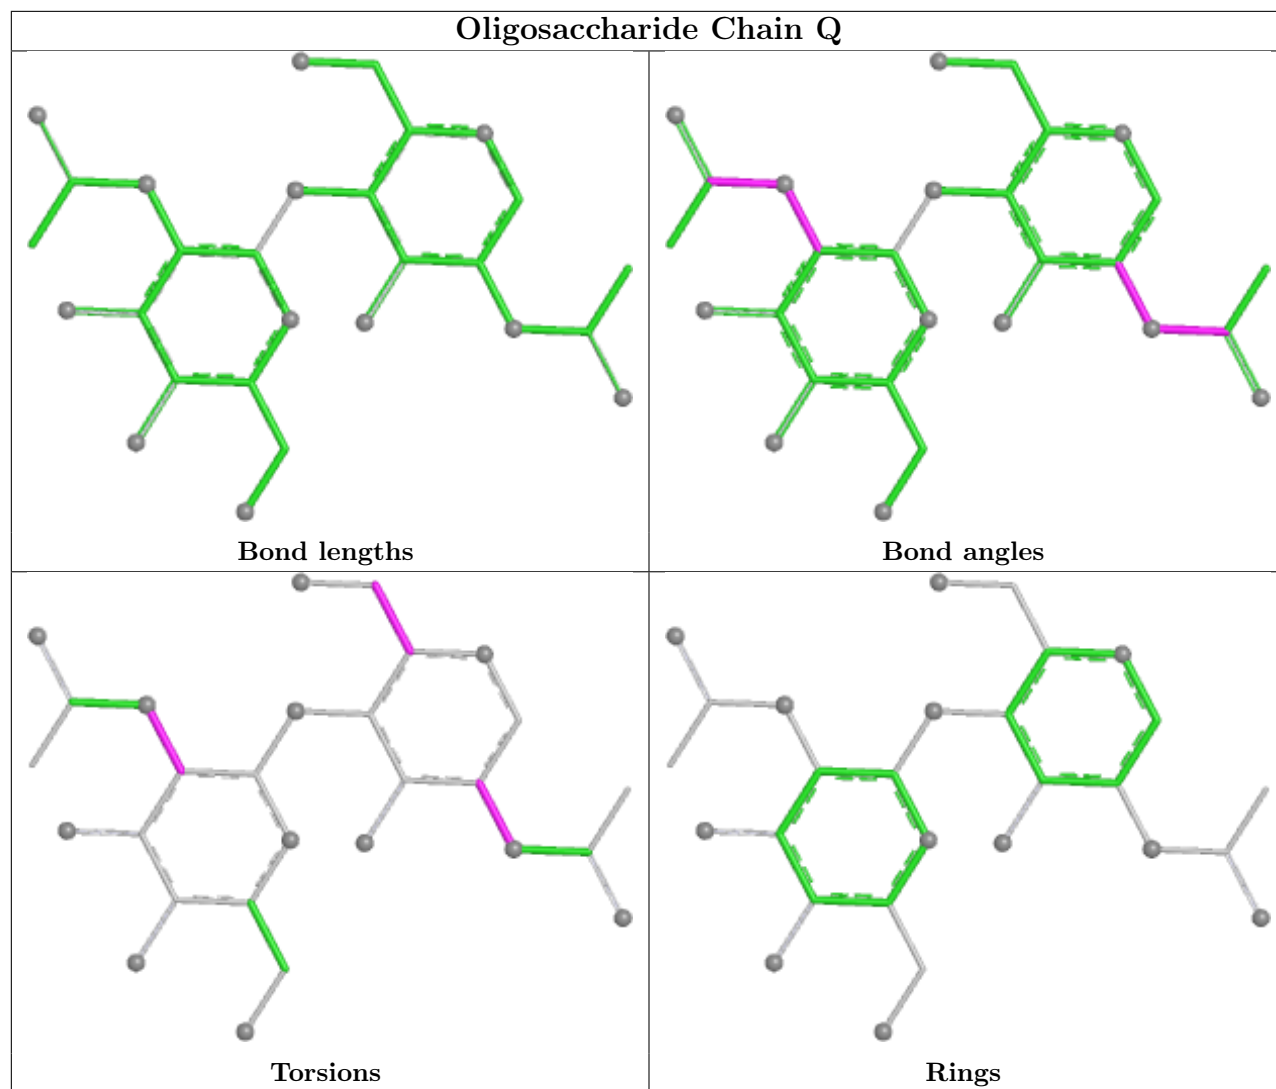 Oligosaccharide Chain Q
Bond lengths
Bond angles
Torsions
Rings